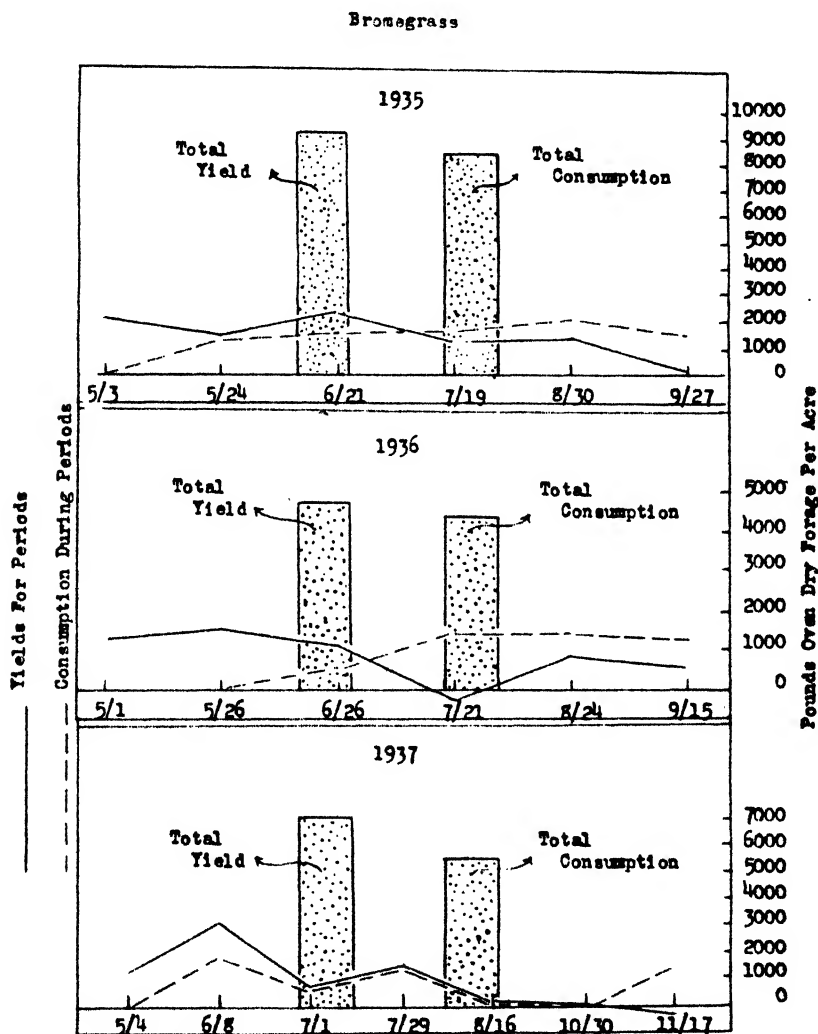 Bromegrass
1935
Total
Yield
Total
Consumption
10000
9000
8000
7000
6000
5000
4000
3000
2000
1000
0
5/3 5/24 6/21 7/19 8/30 9/27
1936
Total
Yield
Total
Consumption
5000
4000
3000
2000
1000
0
5/1 5/26 6/26 7/21 8/24 9/15
1937
Total
Yield
Total
Consumption
7000
6000
5000
4000
3000
2000
1000
0
5/4 6/8 7/1 7/29 8/16 10/30 11/17
Yields For Periods
Consumption During Periods
Pounds Oven Dry Forage Per Acre